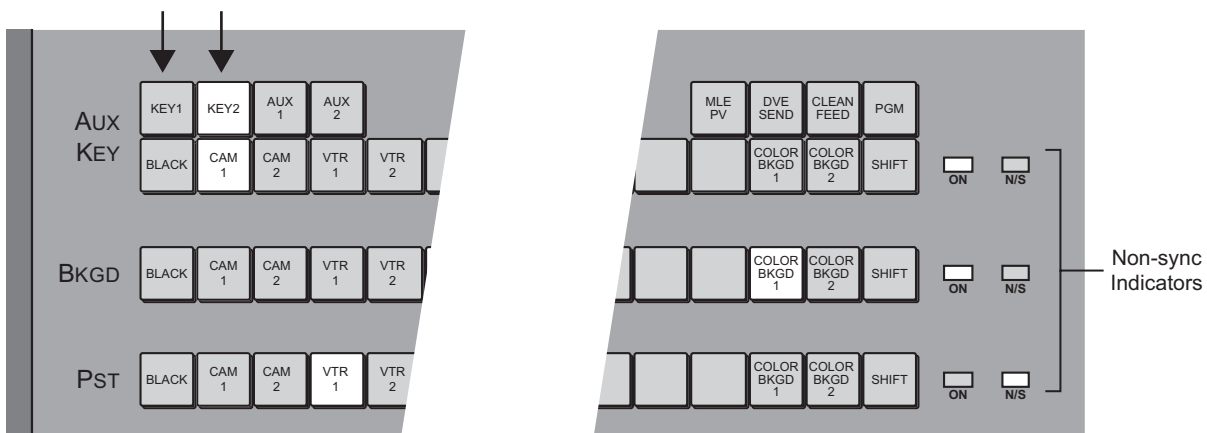 AUX
KEY
KEY1 KEY2 AUX 1 AUX 2 MLE PV DVE SEND CLEAN FEED PGM
BLACK CAM 1 CAM 2 VTR 1 VTR 2 COLOR BKGD 1 COLOR BKGD 2 SHIFT ON N/S
BKGD BLACK CAM 1 CAM 2 VTR 1 VTR 2 COLOR BKGD 1 COLOR BKGD 2 SHIFT ON N/S
Non-sync
Indicators
PST BLACK CAM 1 CAM 2 VTR 1 VTR 2 COLOR BKGD 1 COLOR BKGD 2 SHIFT ON N/S